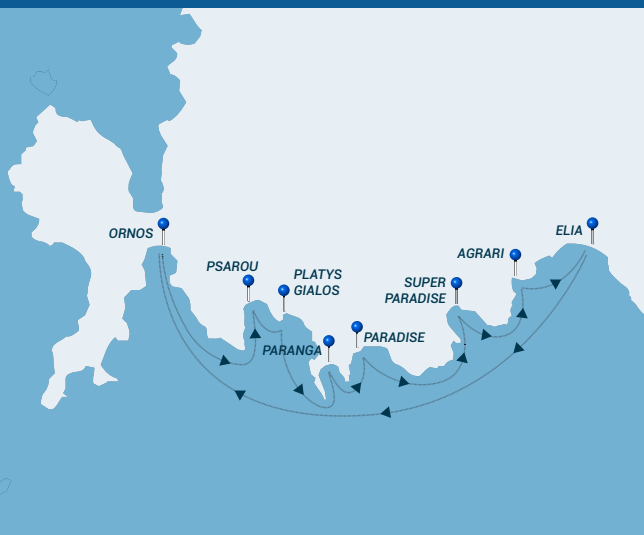 ORNOS
PSAROU
PLATYS
GIALOS
PARANGA
PARADISE
SUPER
PARADISE
AGRARI
ELIA